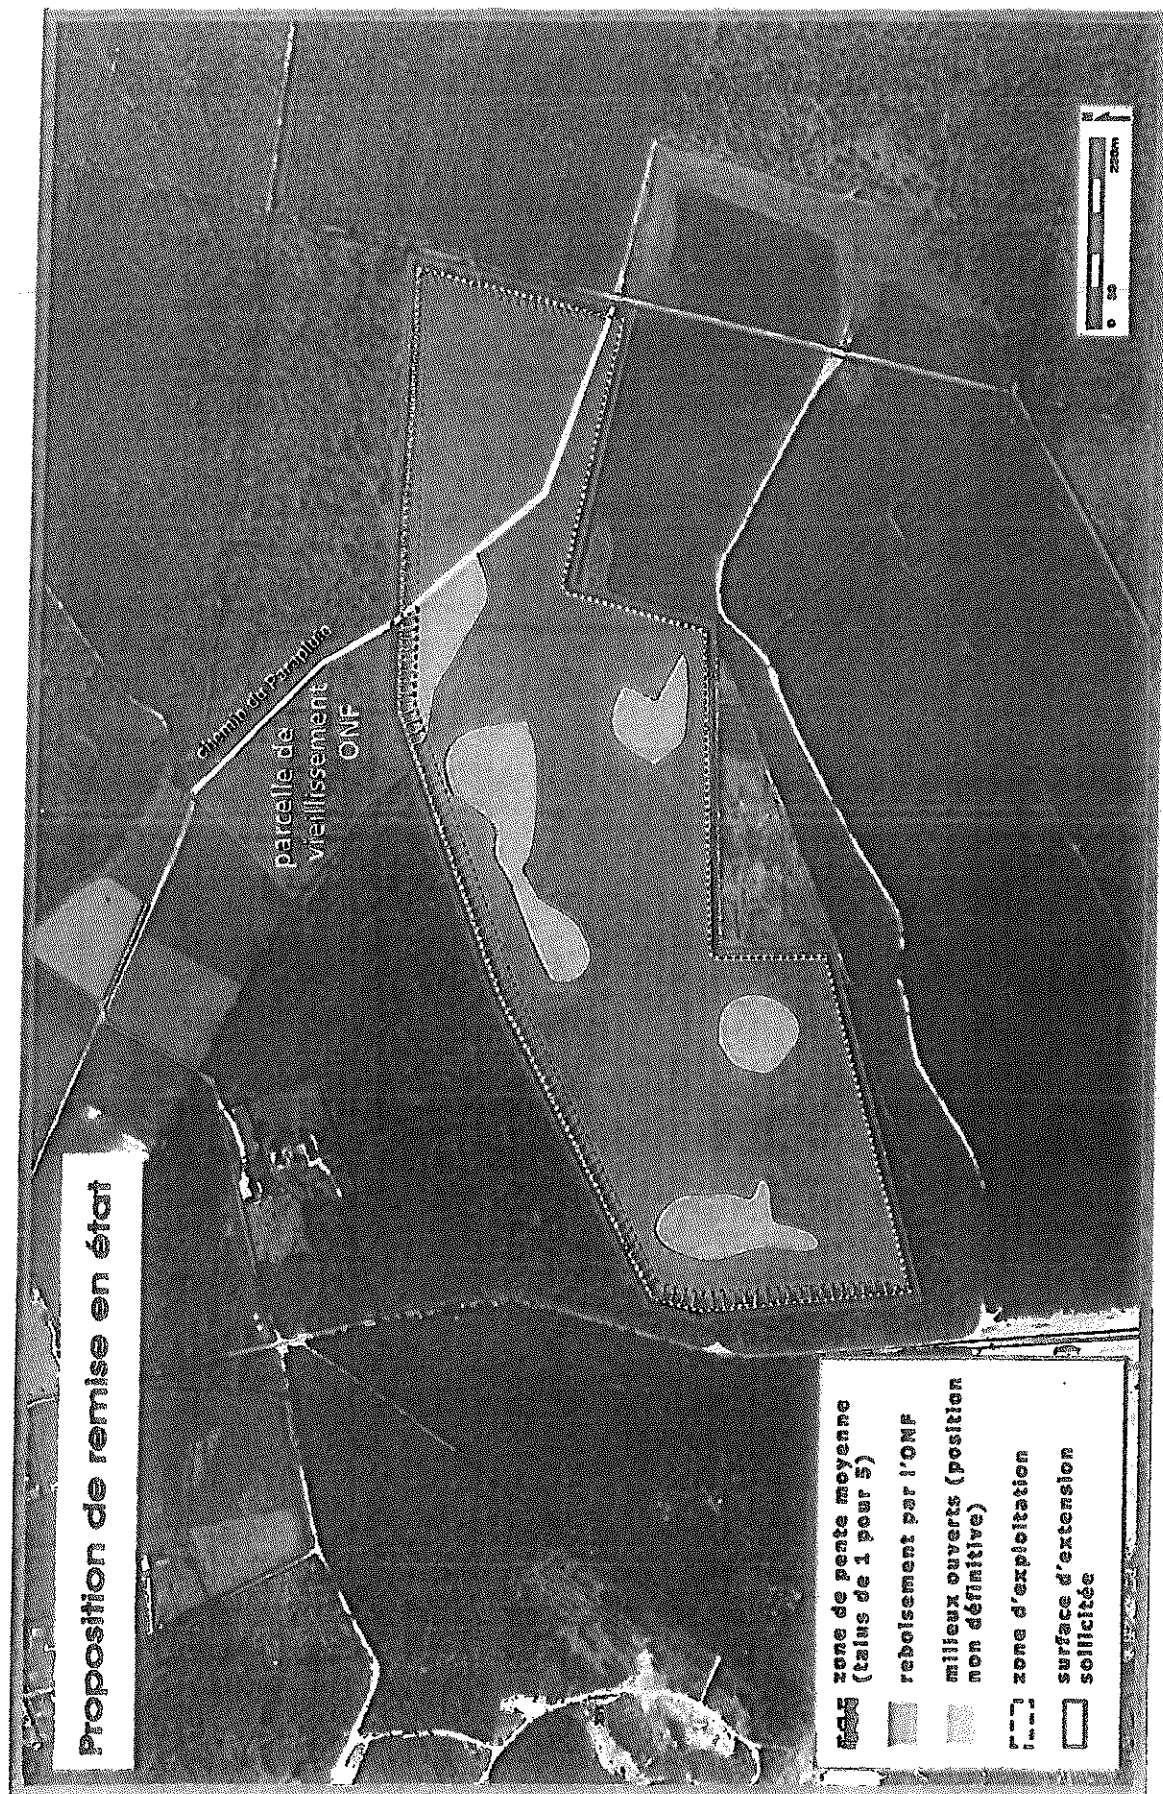 Proposition de remise en état
chemin du Parapluie
parcelle de
vieillissement
ONF
zone de pente moyenne
(talus de 1 pour 5)
reboisement par l'ONF
milieux ouverts (position
non définitive)
zone d'exploitation
surface d'extension
sollicitée
0 50
N